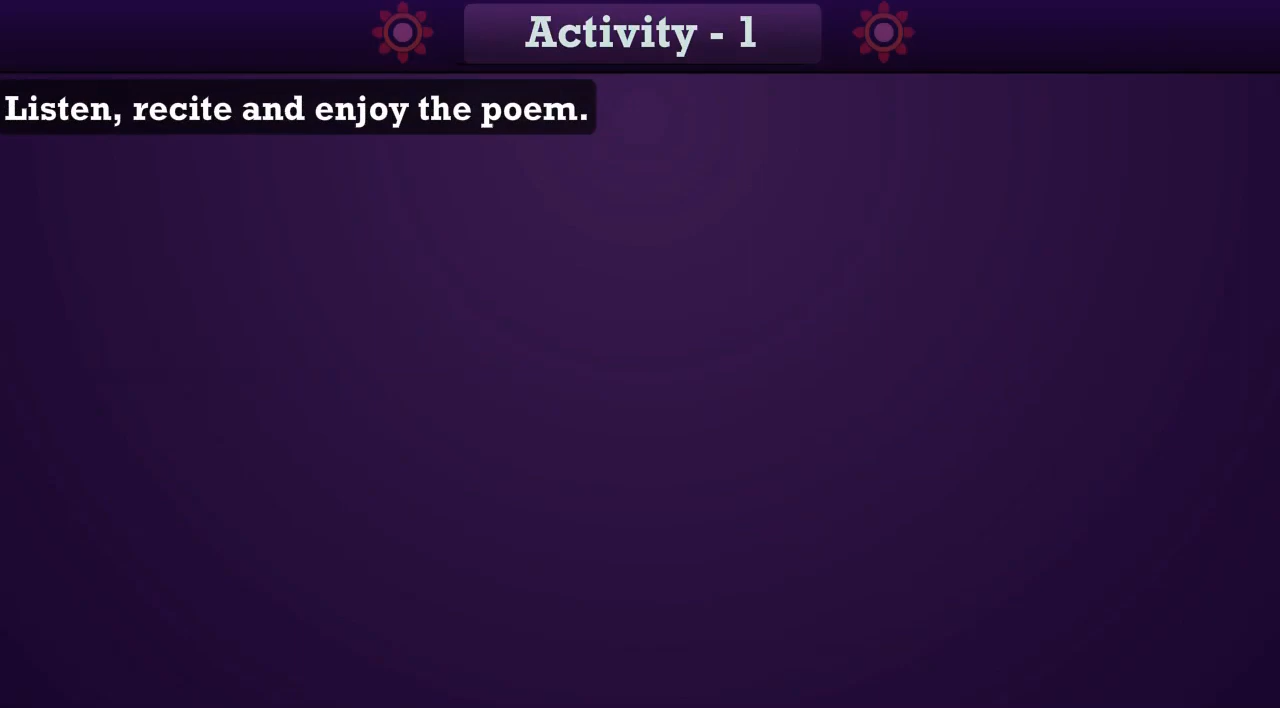 Activity - 1
Listen, recite and enjoy the poem.